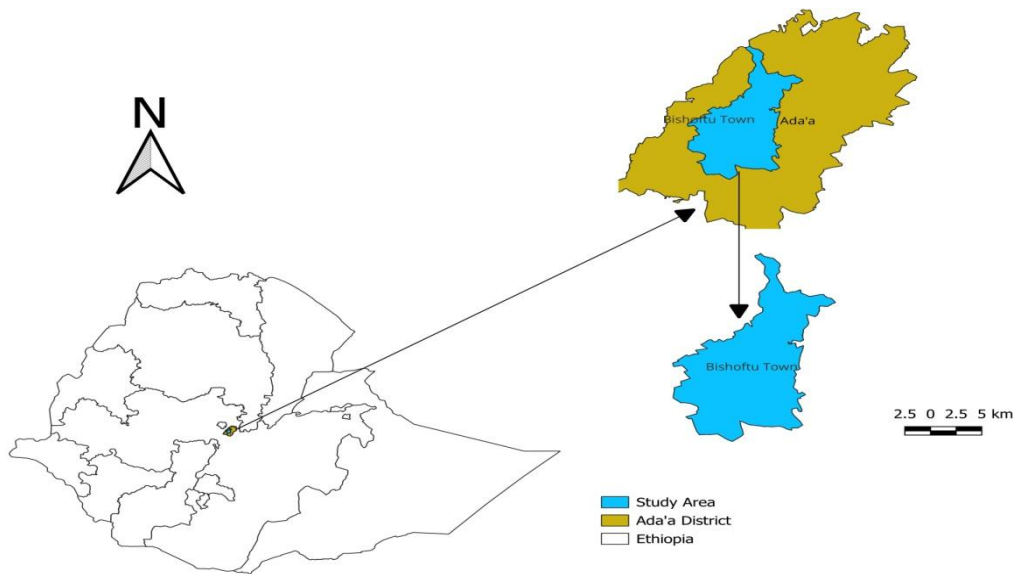 N
Bishoftu Town
Ada'a
Bishoftu Town
2.5 0 2.5 5 km
Study Area
Ada'a District
Ethiopia